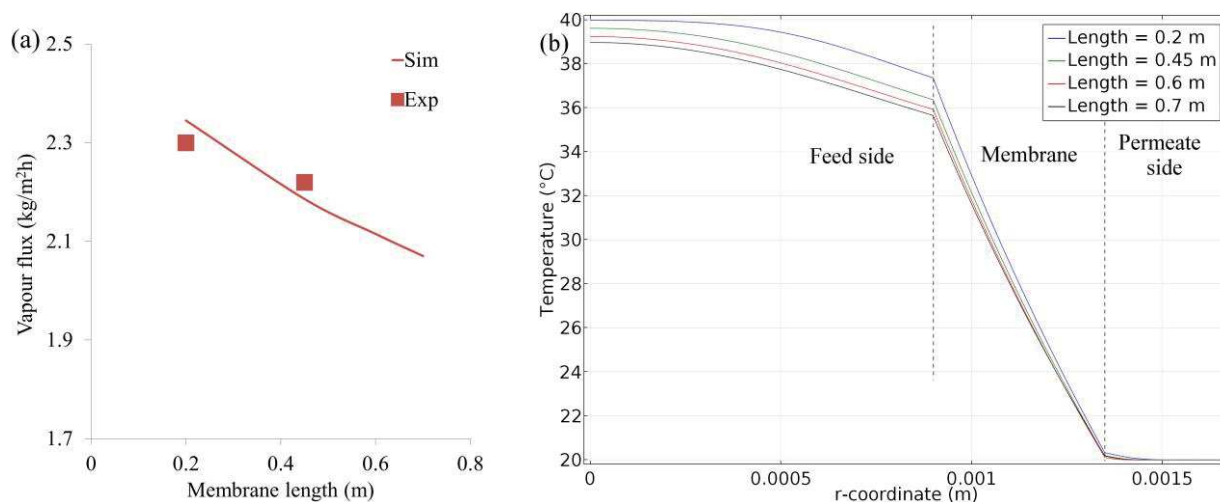 (a)
2.5
2.3
2.1
1.9
1.7
Vapour flux (kg/m²h)
Sim
Exp
0
0.2
0.4
0.6
0.8
Membrane length (m)
(b)
40
38
36
34
32
30
28
26
24
22
20
Temperature (°C)
Length = 0.2 m
Length = 0.45 m
Length = 0.6 m
Length = 0.7 m
Feed side
Membrane
Permeate
side
0
0.0005
0.001
0.0015
r-coordinate (m)